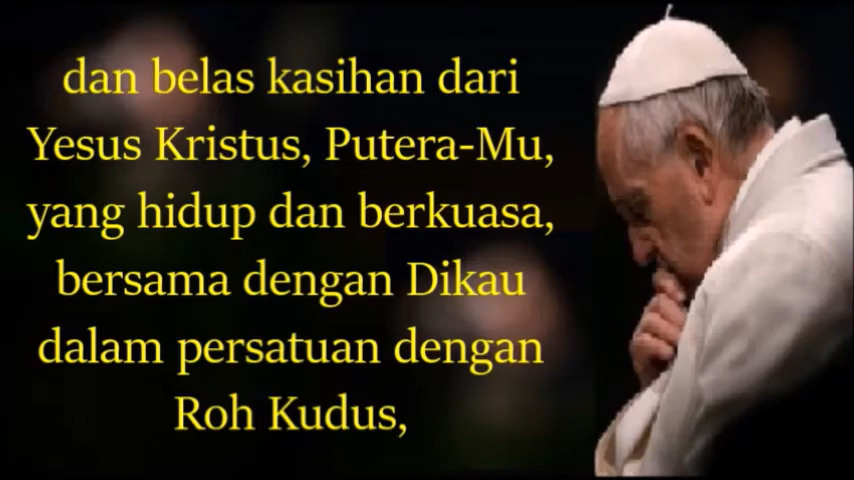 dan belas kasihan dari
Yesus Kristus, Putera-Mu,
yang hidup dan berkuasa,
bersama dengan Dikau
dalam persatuan dengan
Roh Kudus,